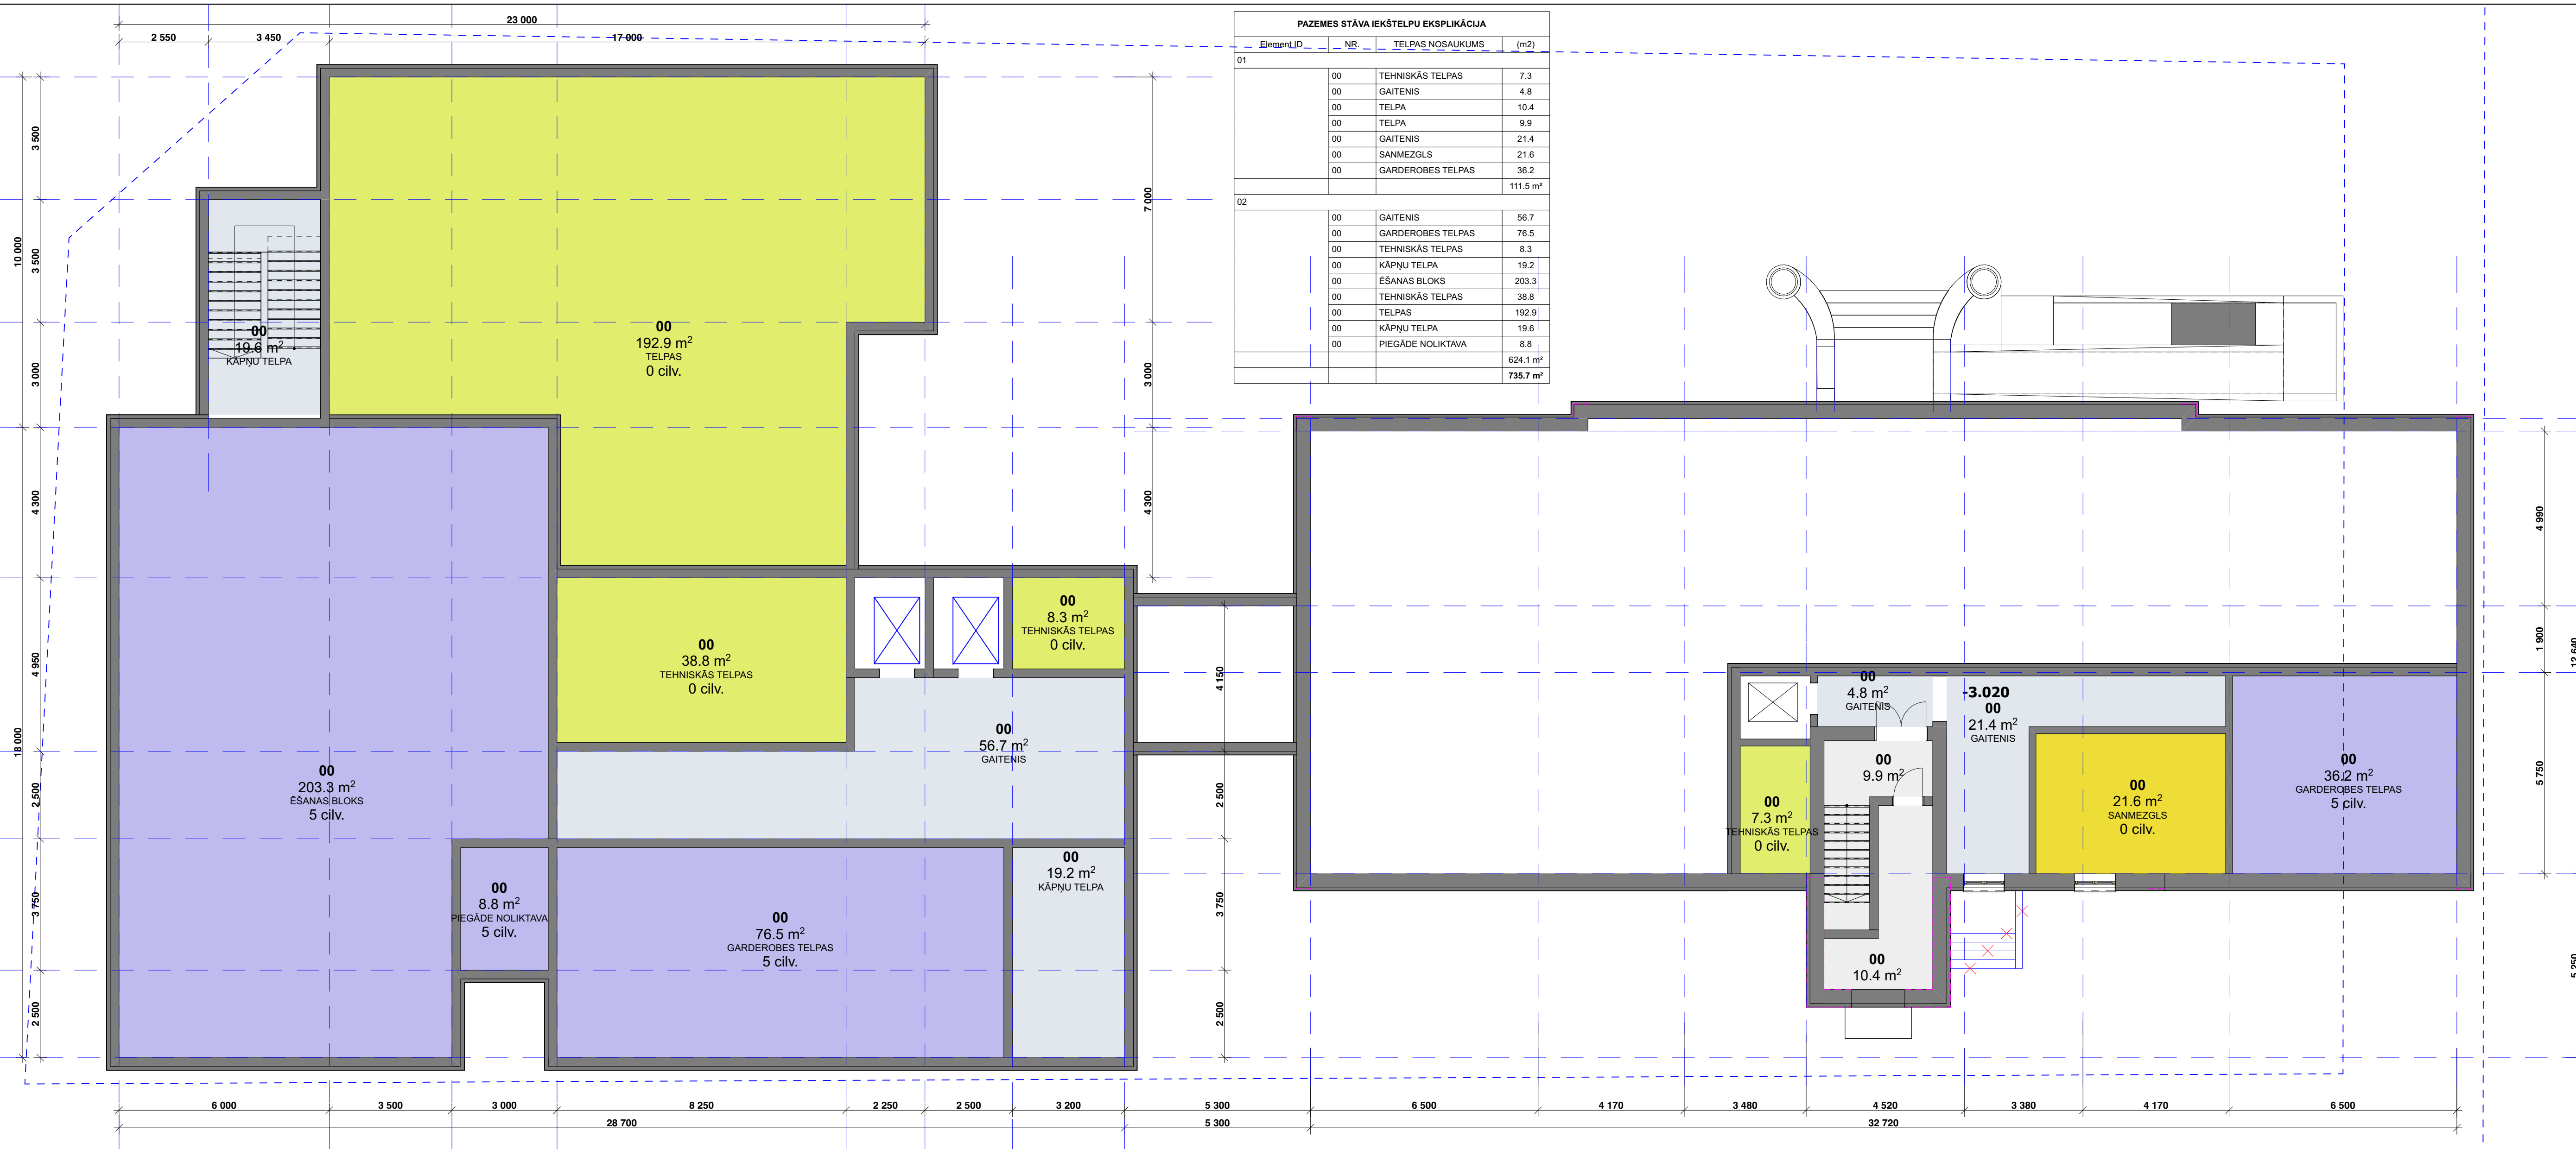 23 000
2 550 3 450 17 000
PAZEMES STĀVA IEKŠTELPU EKSPLIKĀCIJA
Element ID NR. TELPAS NOSAUKUMS (m2)
01
00 TEHNISKĀS TELPAS 7.3
00 GAITENIS 4.8
00 TELPA 10.4
00 TELPA 9.9
00 GAITENIS 21.4
00 SANMEZGLS 21.6
00 GARDEROBES TELPAS 36.2
111.5 m²
02
00 GAITENIS 56.7
00 GARDEROBES TELPAS 76.5
00 TEHNISKĀS TELPAS 8.3
00 KĀPŅU TELPA 19.2
00 ĒŠANAS BLOKS 203.3
00 TEHNISKĀS TELPAS 38.8
00 TELPAS 192.9
00 KĀPŅU TELPA 19.6
00 PIEGĀDE NOLIKTAVA 8.8
624.1 m²
735.7 m²
10 000
18 000
3 500
3 500
3 000
4 300
4 950
2 500
3 750
2 500
00
19.6 m²
KĀPŅU TELPA
00
192.9 m²
TELPAS
0 cilv.
7 000
3 000
4 300
00
203.3 m²
ĒŠANAS BLOKS
5 cilv.
00
38.8 m²
TEHNISKĀS TELPAS
0 cilv.
00
8.3 m²
TEHNISKĀS TELPAS
0 cilv.
00
56.7 m²
GAITENIS
00
8.8 m²
PIEGĀDE NOLIKTAVA
5 cilv.
00
76.5 m²
GARDEROBES TELPAS
5 cilv.
00
19.2 m²
KĀPŅU TELPA
4 150
2 500
3 750
2 500
00
4.8 m²
GAITENIS
-3.020
00
21.4 m²
GAITENIS
00
9.9 m²
00
7.3 m²
TEHNISKĀS TELPAS
0 cilv.
00
21.6 m²
SANMEZGLS
0 cilv.
00
36.2 m²
GARDEROBES TELPAS
5 cilv.
00
10.4 m²
4 990
1 900
5 750
12 640
5 250
6 000 3 500 3 000 8 250 2 250 2 500 3 200 5 300 6 500 4 170 3 480 4 520 3 380 4 170 6 500
28 700 5 300 32 720